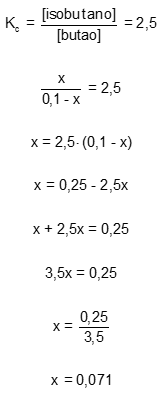 K_c = [isobutano] / [butao] = 2,5
x / 0,1 - x = 2,5
x = 2,5· (0,1 - x)
x = 0,25 - 2,5x
x + 2,5x = 0,25
3,5x = 0,25
x = 0,25 / 3,5
x = 0,071